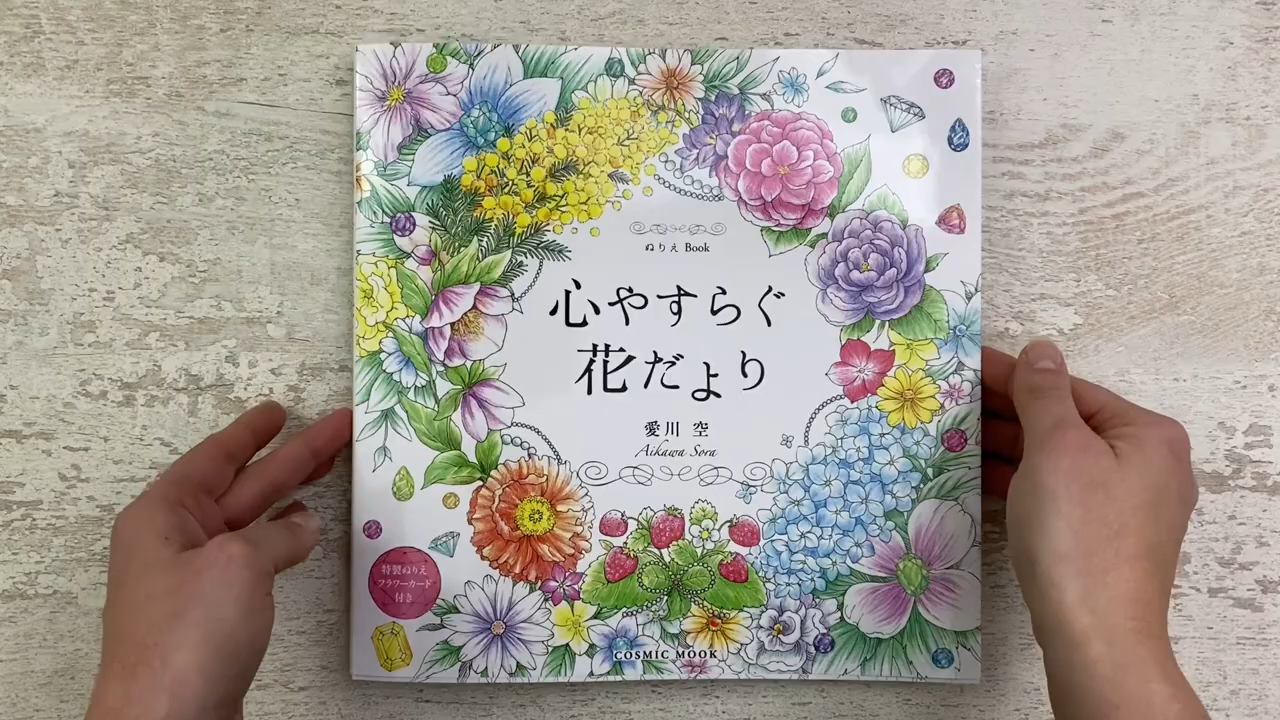 ぬりえ Book
心やすらぐ
花だより
愛川 空
Aikawa Sora
特製ぬりえ
フラワーカード
付き
COSMIC MOOK